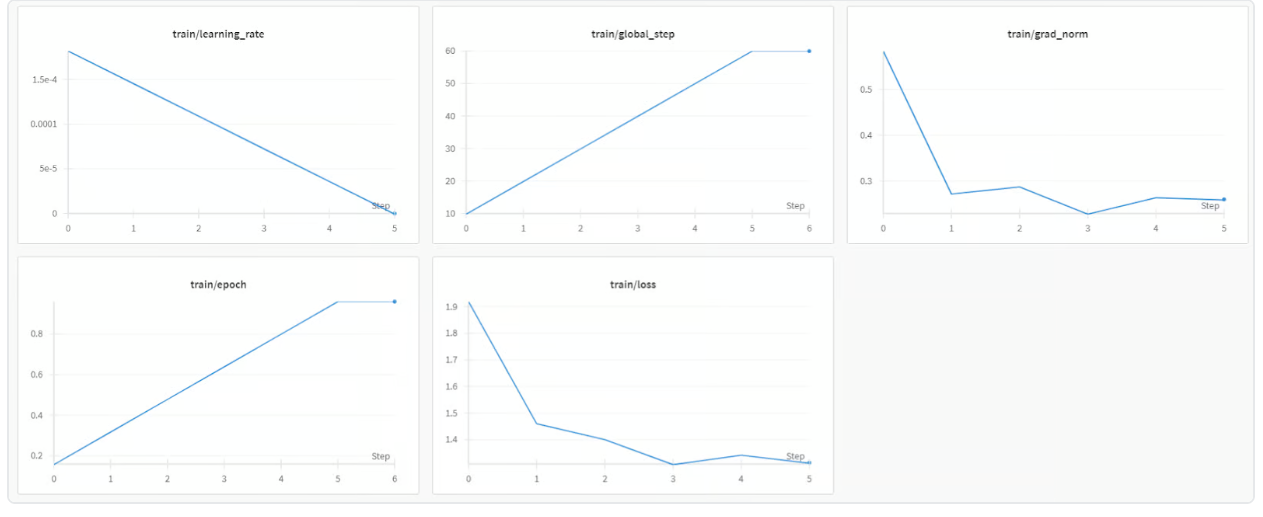 train/learning_rate
1.5e-4
0.0001
5e-5
0
Step
0 1 2 3 4 5
train/global_step
60
50
40
30
20
10
Step
0 1 2 3 4 5 6
train/grad_norm
0.5
0.4
0.3
Step
0 1 2 3 4 5
train/epoch
0.8
0.6
0.4
0.2
Step
0 1 2 3 4 5 6
train/loss
1.9
1.8
1.7
1.6
1.5
1.4
Step
0 1 2 3 4 5